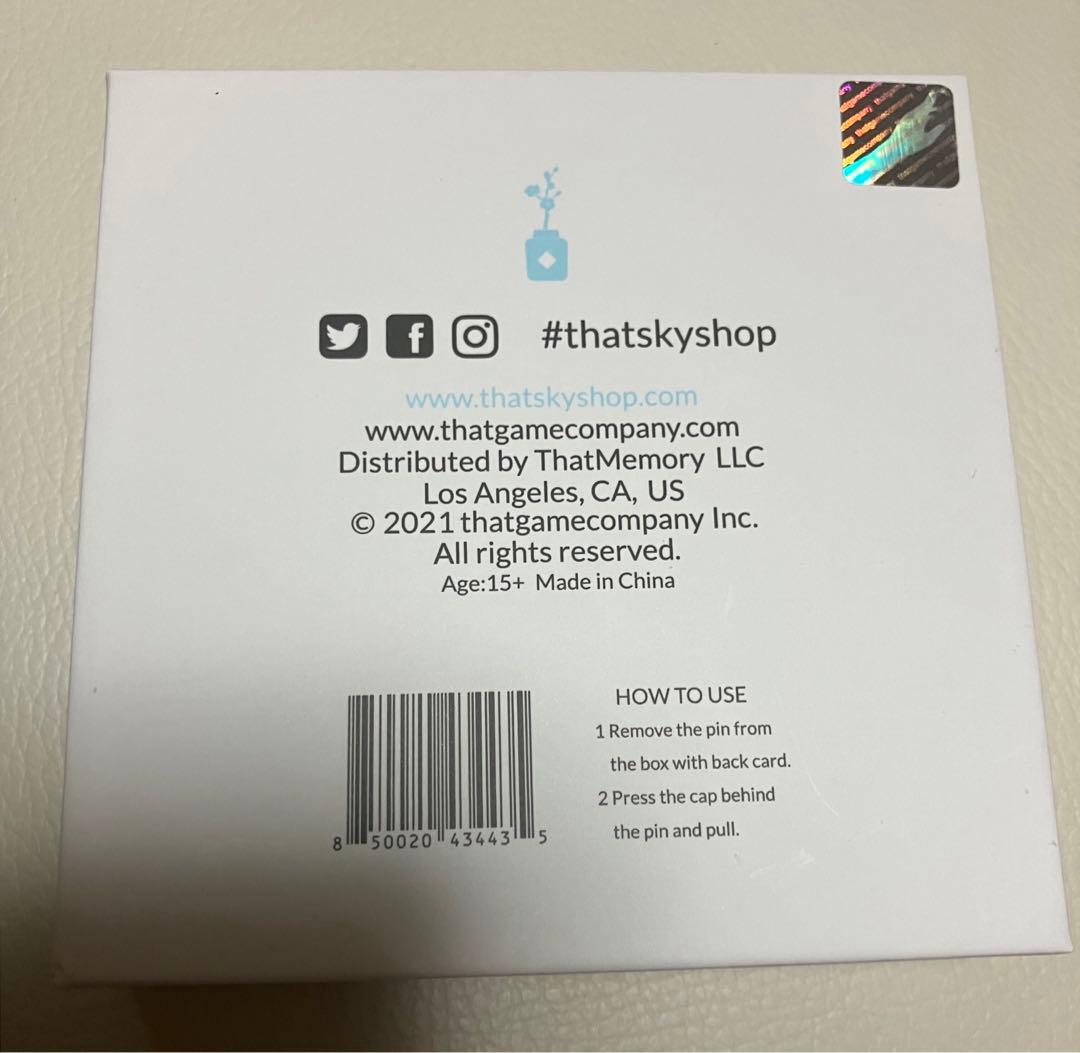 thatgamecompany
#thatskyshop
www.thatskyshop.com
www.thatgamecompany.com
Distributed by ThatMemory LLC
Los Angeles, CA, US
© 2021 thatgamecompany Inc.
All rights reserved.
Age:15+ Made in China
HOW TO USE
1 Remove the pin from
the box with back card.
2 Press the cap behind
the pin and pull.
8 50020 43443 5